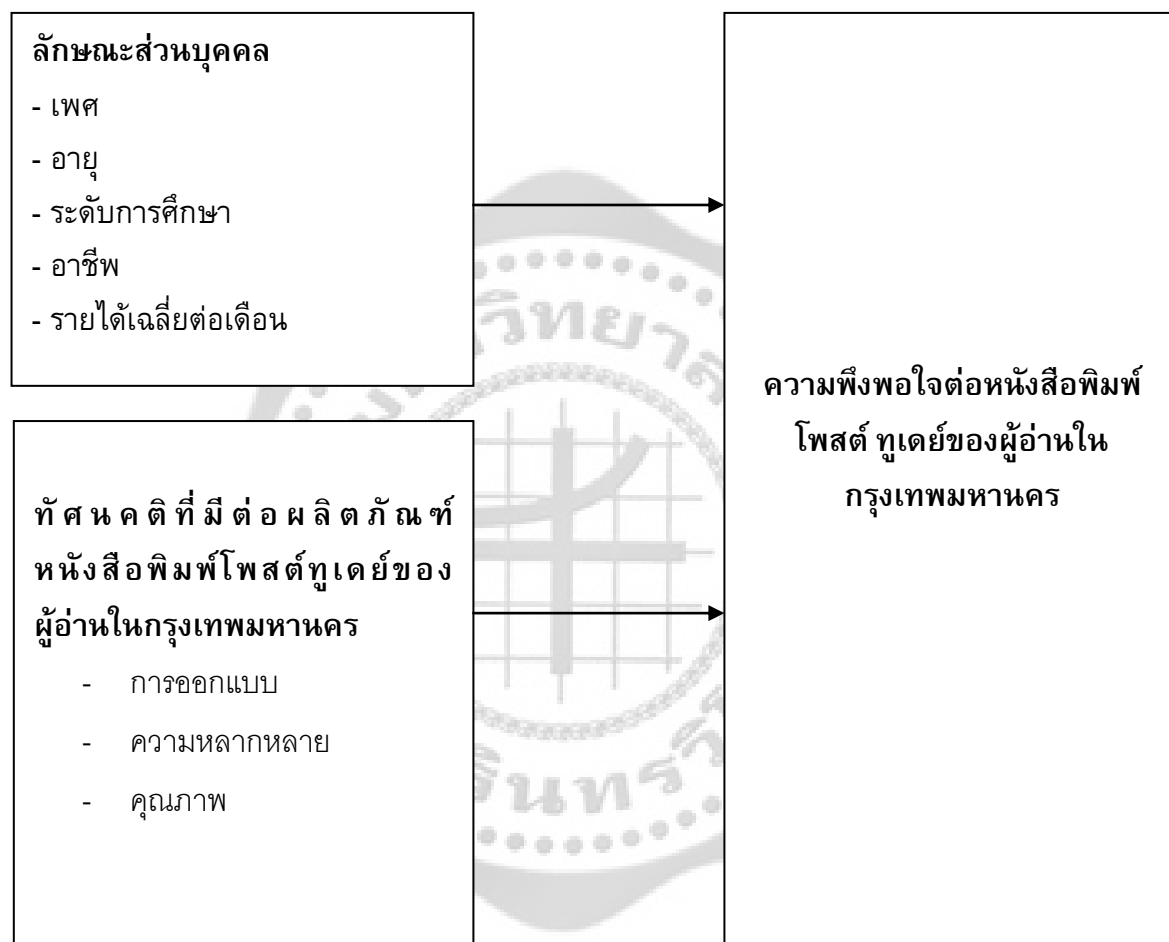 ลักษณะส่วนบุคคล
- เพศ
- อายุ
- ระดับการศึกษา
- อาชีพ
- รายได้เฉลี่ยต่อเดือน
ทัศนคติที่มีต่อผลิตภัณฑ์
หนังสือพิมพ์โพสต์ทูเดย์ของ
ผู้อ่านในกรุงเทพมหานคร
- การออกแบบ
- ความหลากหลาย
- คุณภาพ
ความพึงพอใจต่อหนังสือพิมพ์
โพสต์ ทูเดย์ของผู้อ่านใน
กรุงเทพมหานคร